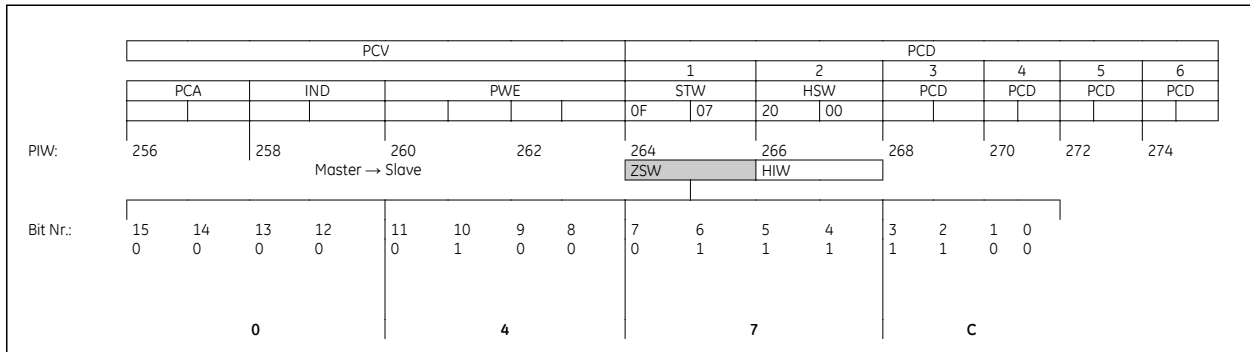 PCV PCD
1 2 3 4 5 6
PCA IND PWE STW HSW PCD PCD PCD PCD
0F 07 20 00
PIW: 256 258 260 262 264 266 268 270 272 274
Master → Slave ZSW HIW
Bit Nr.: 15 14 13 12 11 10 9 8 7 6 5 4 3 2 1 0
0 0 0 0 0 1 0 0 0 1 1 1 1 1 0 0
0 4 7 C